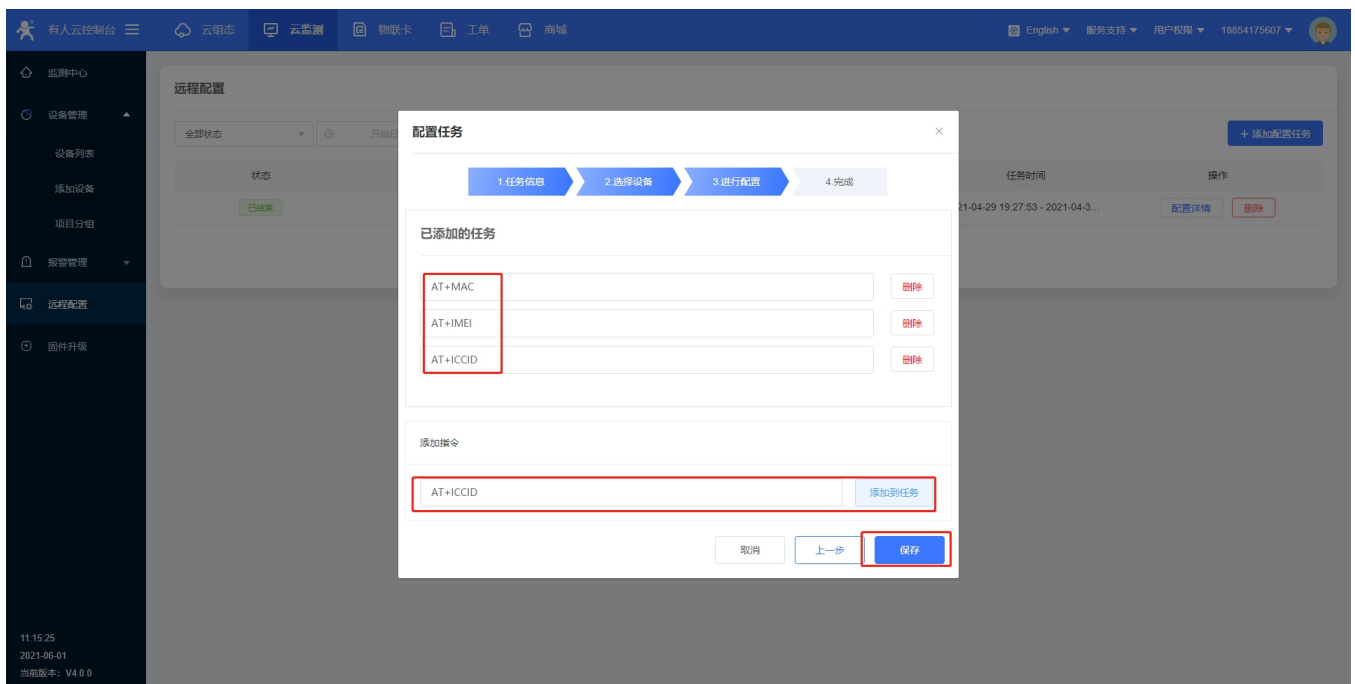 有人云控制台 云组态 云监测 物联卡 工单 商城 English 服务支持 用户权限 18854175607
监测中心
设备管理
设备列表
添加设备
项目分组
报警管理
远程配置
固件升级
11:15:25
2021-06-01
当前版本：V4.0.0
远程配置
全部状态 开始日 + 添加配置任务
状态 任务时间 操作
已结束 21-04-29 19:27:53 - 2021-04-3... 配置详情 删除
配置任务 ×
1.任务信息 2.选择设备 3.进行配置 4.完成
已添加的任务
AT+MAC 删除
AT+IMEI 删除
AT+ICCID 删除
添加指令
AT+ICCID 添加到任务
取消 上一步 保存